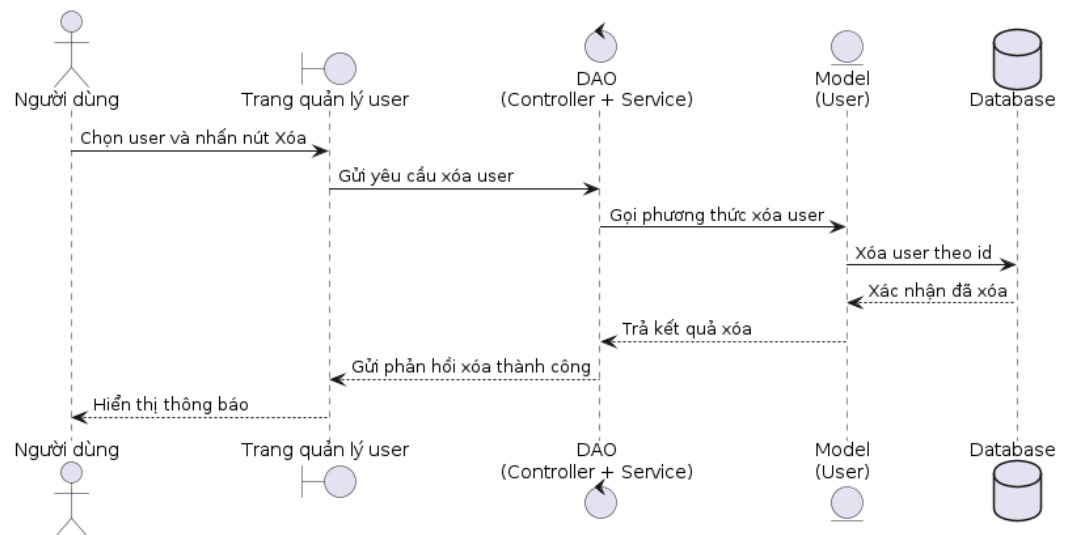 Người dùng
Trang quản lý user
DAO
(Controller + Service)
Model
(User)
Database
Chọn user và nhấn nút Xóa
Gửi yêu cầu xóa user
Gọi phương thức xóa user
Xóa user theo id
Xác nhận đã xóa
Trả kết quả xóa
Gửi phản hồi xóa thành công
Hiển thị thông báo
Người dùng
Trang quản lý user
DAO
(Controller + Service)
Model
(User)
Database